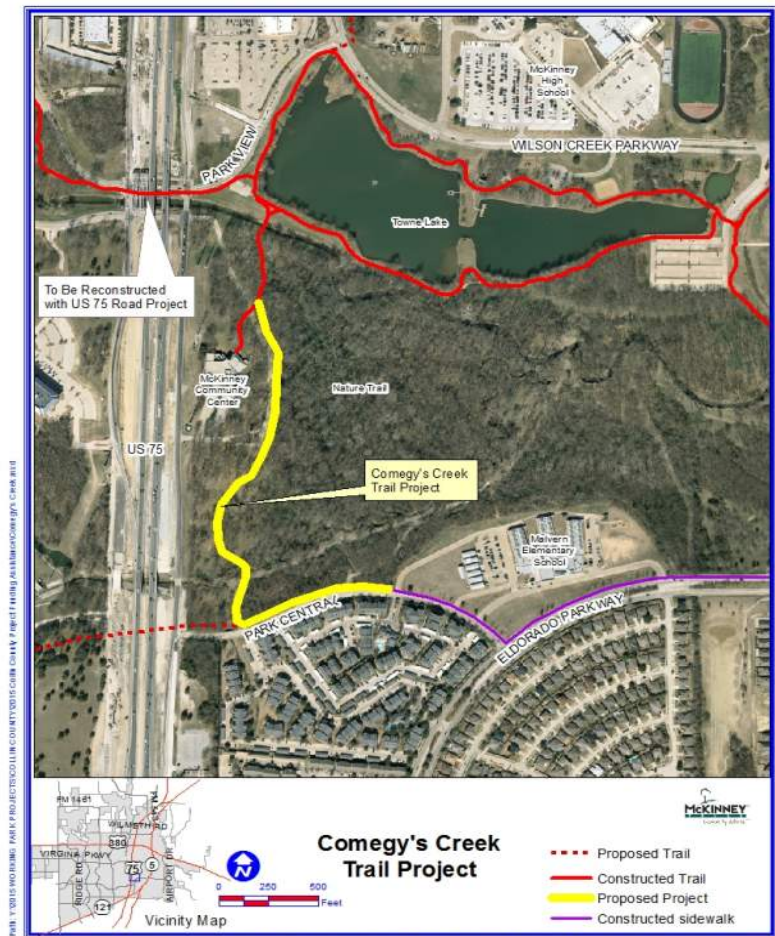 McKinney
High
School
WILSON CREEK PARKWAY
PARK VIEW
Towne Lake
To Be Reconstructed
with US 75 Road Project
McKinney
Community
Center
Nature Trail
US 75
Comegy's Creek
Trail Project
Malvern
Elementary
School
PARK CENTRAL
ELDORADO PARKWAY
FM 1461
WILMETH RD
380
VIRGINA PKWY
75
5
RIDGE RD
AIRPORT DR
121
Vicinity Map
N
0 250 500
Feet
Comegy's Creek
Trail Project
McKINNEY
Proposed Trail
Constructed Trail
Proposed Project
Constructed sidewalk